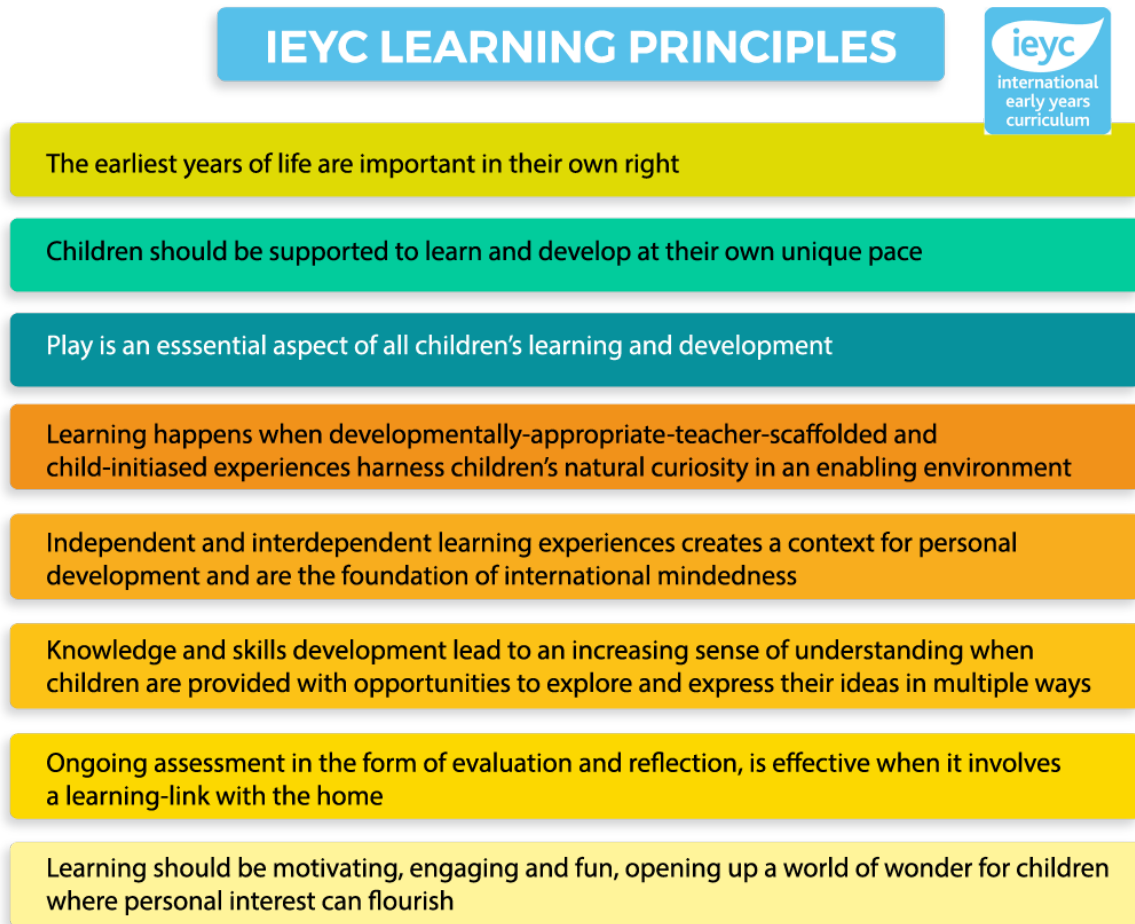 IEYC LEARNING PRINCIPLES
ieyc
international
early years
curriculum
The earliest years of life are important in their own right
Children should be supported to learn and develop at their own unique pace
Play is an esssential aspect of all children's learning and development
Learning happens when developmentally-appropriate-teacher-scaffolded and
child-initiased experiences harness children's natural curiosity in an enabling environment
Independent and interdependent learning experiences creates a context for personal
development and are the foundation of international mindedness
Knowledge and skills development lead to an increasing sense of understanding when
children are provided with opportunities to explore and express their ideas in multiple ways
Ongoing assessment in the form of evaluation and reflection, is effective when it involves
a learning-link with the home
Learning should be motivating, engaging and fun, opening up a world of wonder for children
where personal interest can flourish